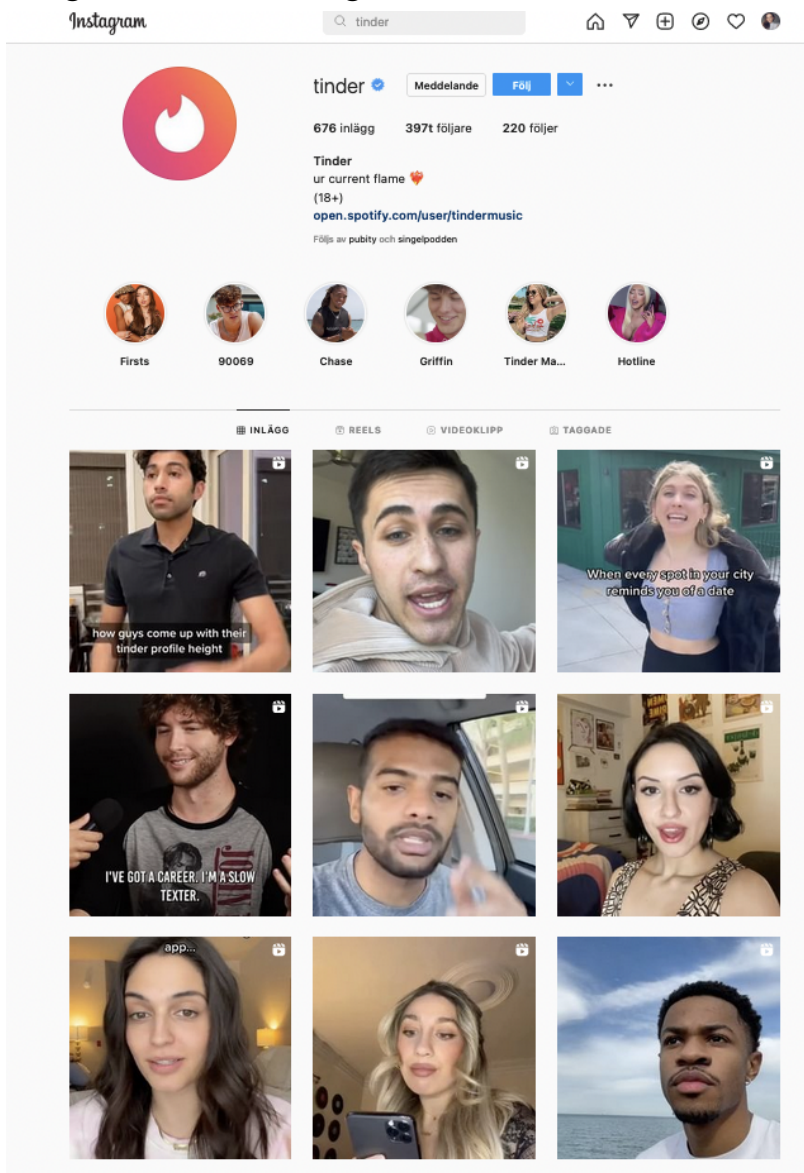 Instagram
tinder
tinder Meddelande Följ
676 inlägg 397t följare 220 följer
Tinder
ur current flame ❤️‍🔥
(18+)
open.spotify.com/user/tindermusic
Följs av pubity och singelpodden
Firsts 90069 Chase Griffin Tinder Ma... Hotline
INLÄGG REELS VIDEOKLIPP TAGGADE
how guys come up with their
tinder profile height
When every spot in your city
reminds you of a date
I'VE GOT A CAREER. I'M A SLOW
TEXTER.
app...